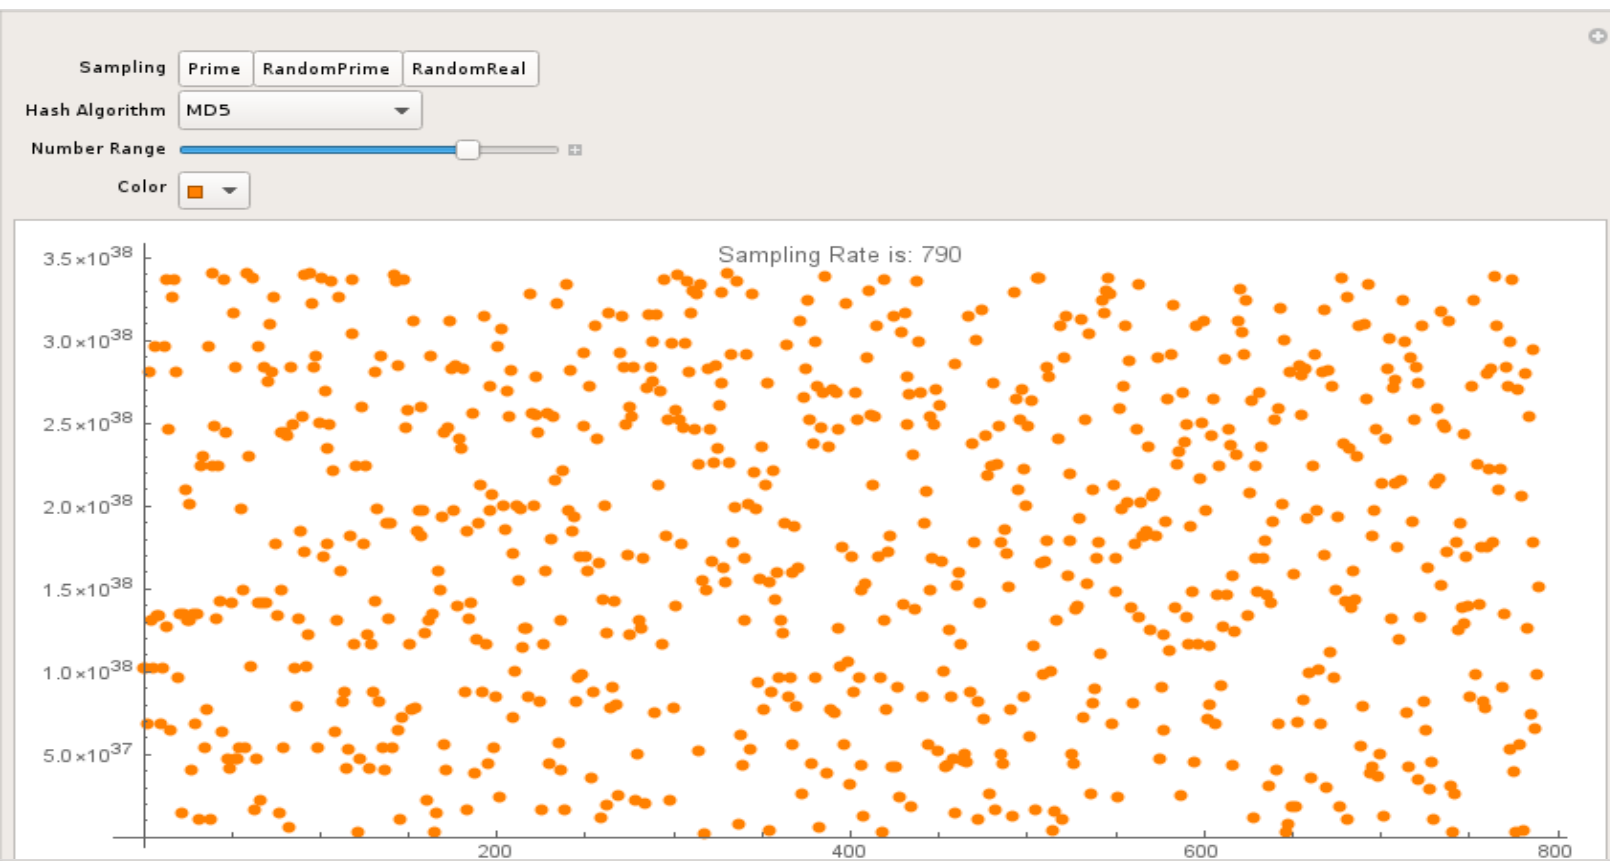 Sampling Prime RandomPrime RandomReal
Hash Algorithm MD5
Number Range
Color
Sampling Rate is: 790
3.5×10³⁸
3.0×10³⁸
2.5×10³⁸
2.0×10³⁸
1.5×10³⁸
1.0×10³⁸
5.0×10³⁷
200 400 600 800